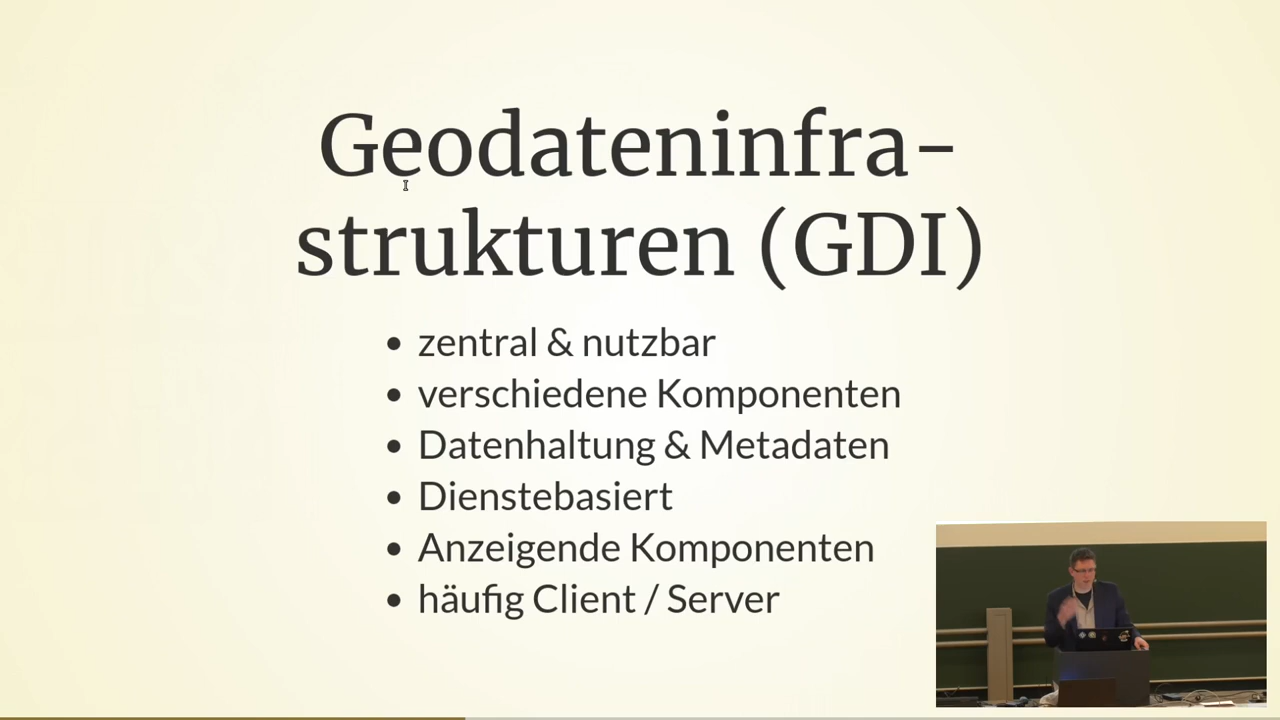 Geodateninfra-
strukturen (GDI)
zentral & nutzbar
verschiedene Komponenten
Datenhaltung & Metadaten
Dienstebasiert
Anzeigende Komponenten
häufig Client / Server